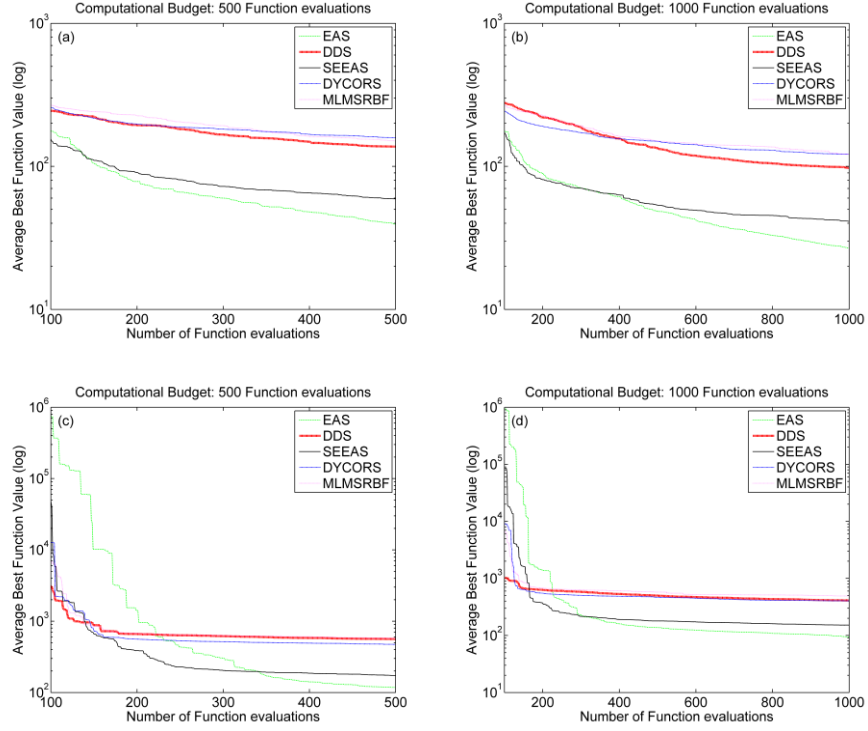 Computational Budget: 500 Function evaluations
(a)
EAS
DDS
SEEAS
DYCORS
MLMSRBF
10^3
10^2
10^1
Average Best Function Value (log)
100 200 300 400 500
Number of Function evaluations
Computational Budget: 1000 Function evaluations
(b)
EAS
DDS
SEEAS
DYCORS
MLMSRBF
10^3
10^2
10^1
Average Best Function Value (log)
200 400 600 800 1000
Number of Function evaluations
Computational Budget: 500 Function evaluations
(c)
EAS
DDS
SEEAS
DYCORS
MLMSRBF
10^6
10^5
10^4
10^3
10^2
Average Best Function Value (log)
100 200 300 400 500
Number of Function evaluations
Computational Budget: 1000 Function evaluations
(d)
EAS
DDS
SEEAS
DYCORS
MLMSRBF
10^6
10^5
10^4
10^3
10^2
10^1
Average Best Function Value (log)
200 400 600 800 1000
Number of Function evaluations